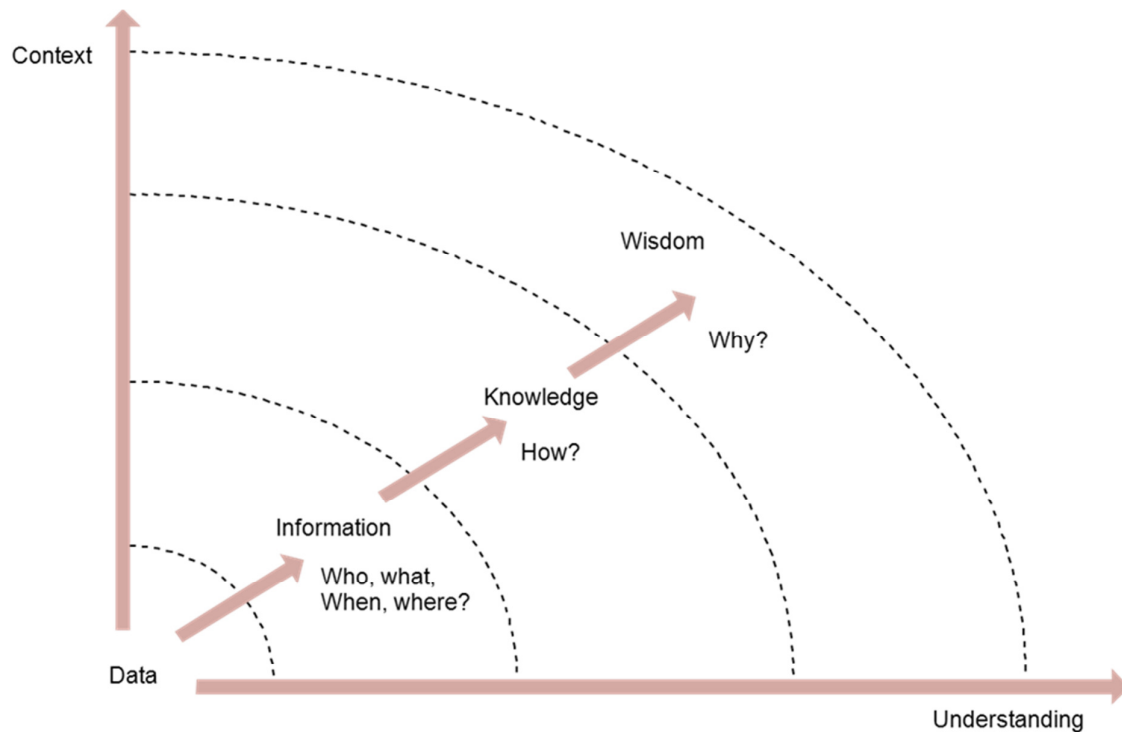 Context
Wisdom
Why?
Knowledge
How?
Information
Who, what,
When, where?
Data
Understanding